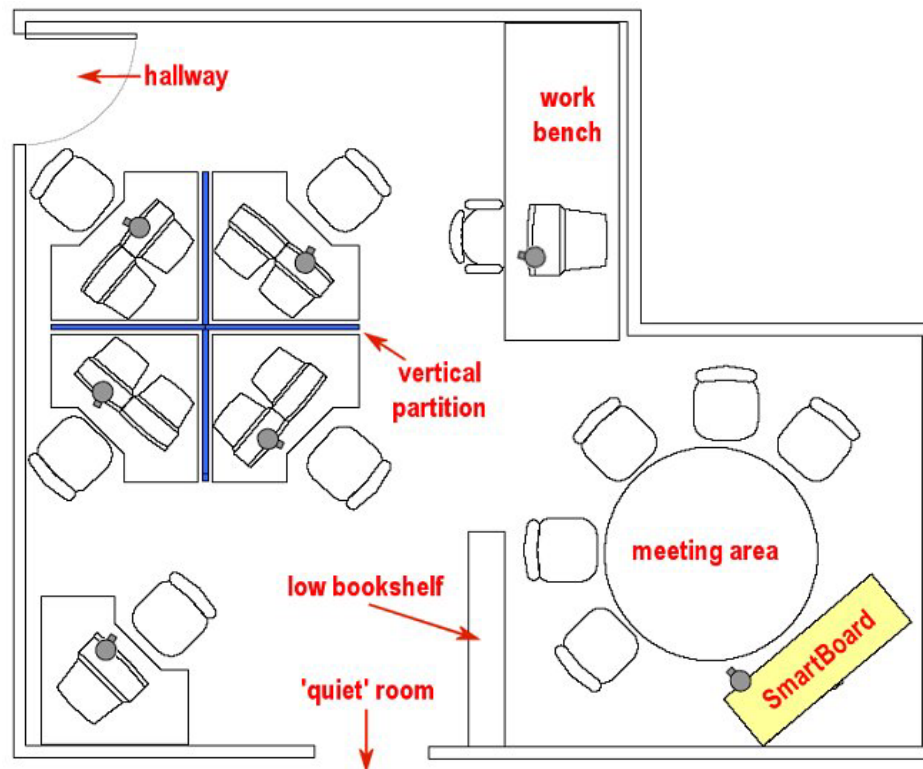 hallway
work
bench
vertical
partition
low bookshelf
meeting area
SmartBoard
'quiet' room